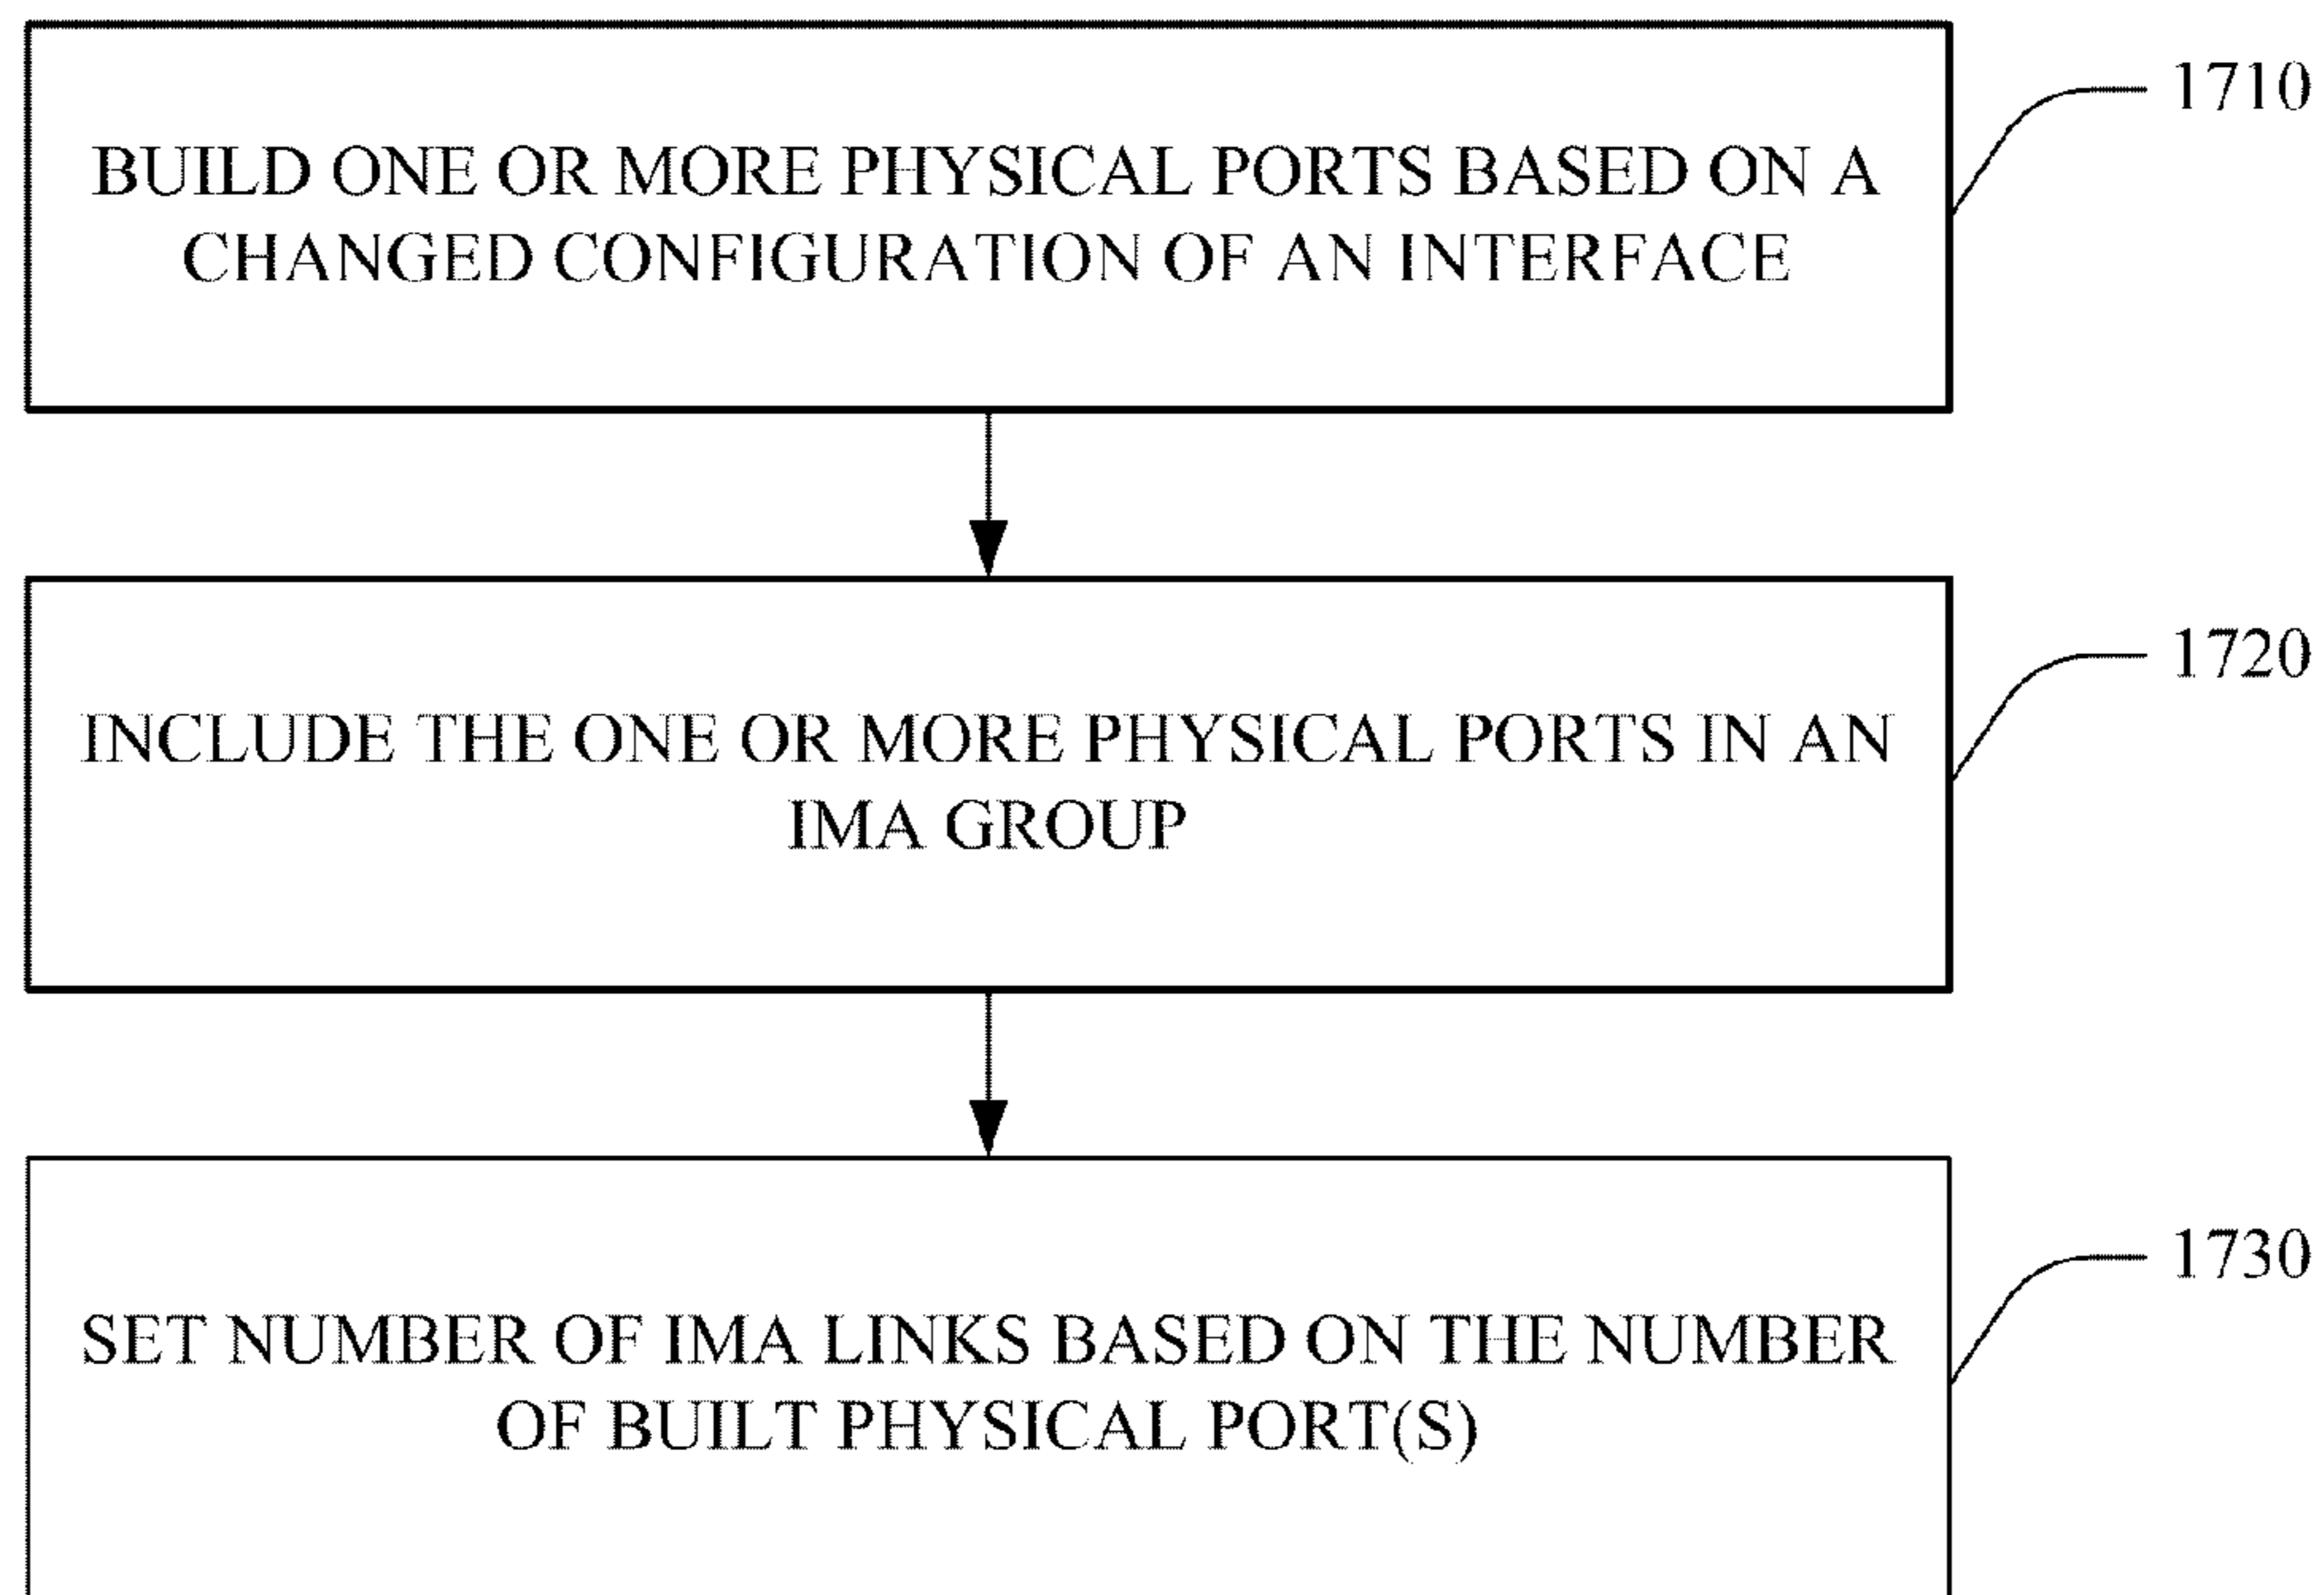 1710
BUILD ONE OR MORE PHYSICAL PORTS BASED ON A
CHANGED CONFIGURATION OF AN INTERFACE
1720
INCLUDE THE ONE OR MORE PHYSICAL PORTS IN AN
IMA GROUP
1730
SET NUMBER OF IMA LINKS BASED ON THE NUMBER
OF BUILT PHYSICAL PORT(S)